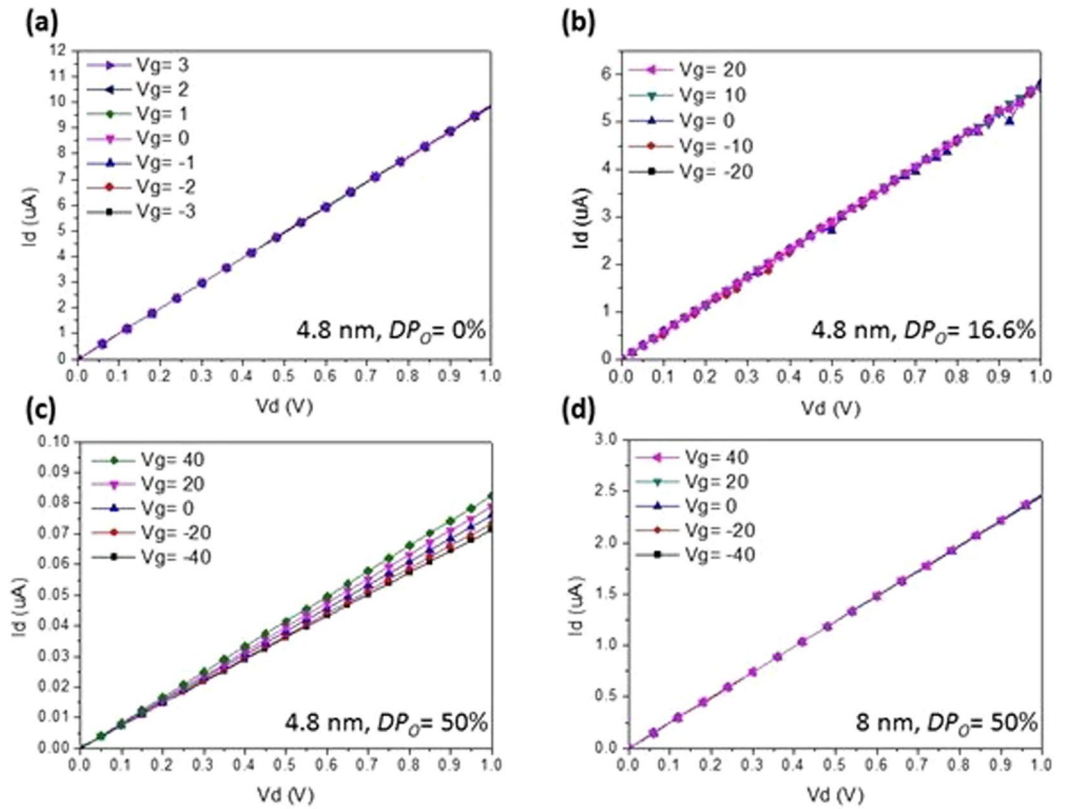 (a)
12
11
10
9
8
7
6
5
4
3
2
1
0
Id (uA)
Vg= 3
Vg= 2
Vg= 1
Vg= 0
Vg= -1
Vg= -2
Vg= -3
4.8 nm, DPO= 0%
0.0 0.1 0.2 0.3 0.4 0.5 0.6 0.7 0.8 0.9 1.0
Vd (V)
(b)
6
5
4
3
2
1
0
Id (uA)
Vg= 20
Vg= 10
Vg= 0
Vg= -10
Vg= -20
4.8 nm, DPO= 16.6%
0.0 0.1 0.2 0.3 0.4 0.5 0.6 0.7 0.8 0.9 1.0
Vd (V)
(c)
0.10
0.09
0.08
0.07
0.06
0.05
0.04
0.03
0.02
0.01
0.00
Id (uA)
Vg= 40
Vg= 20
Vg= 0
Vg= -20
Vg= -40
4.8 nm, DPO= 50%
0.0 0.1 0.2 0.3 0.4 0.5 0.6 0.7 0.8 0.9 1.0
Vd (V)
(d)
3.0
2.5
2.0
1.5
1.0
0.5
0.0
Id (uA)
Vg= 40
Vg= 20
Vg= 0
Vg= -20
Vg= -40
8 nm, DPO= 50%
0.0 0.1 0.2 0.3 0.4 0.5 0.6 0.7 0.8 0.9 1.0
Vd (V)